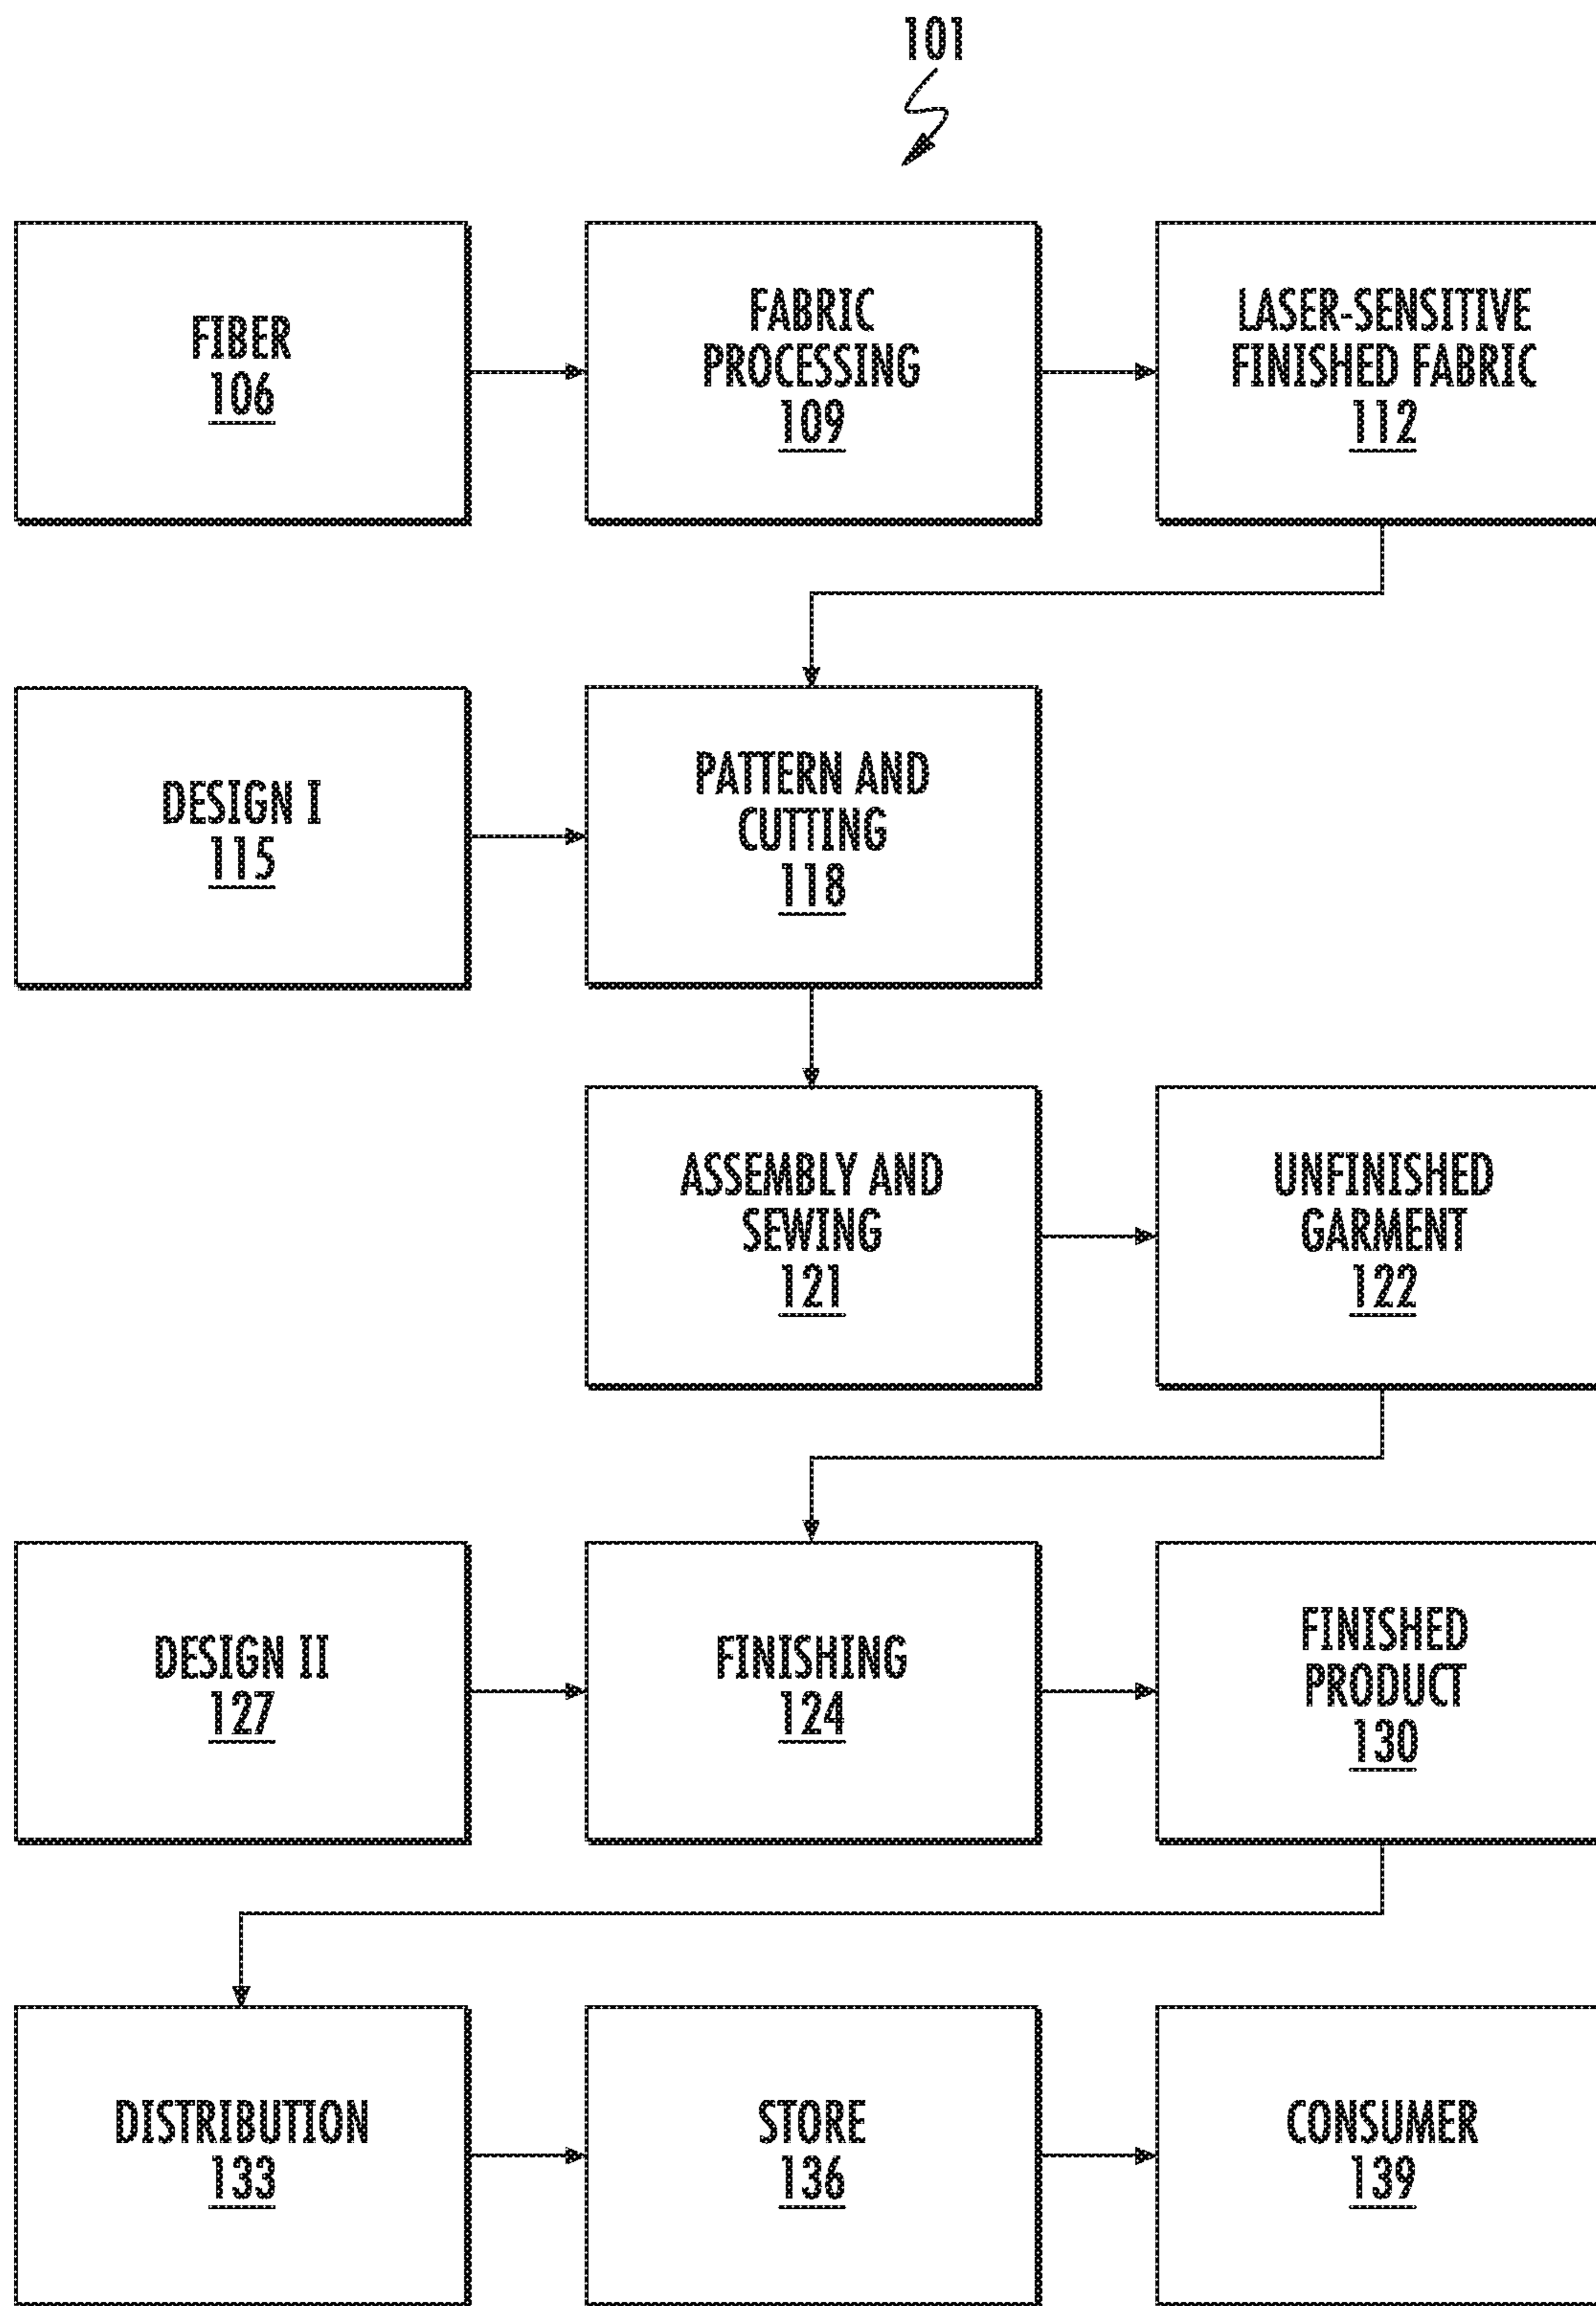 101
FIBER
106
FABRIC
PROCESSING
109
LASER-SENSITIVE
FINISHED FABRIC
112
DESIGN I
115
PATTERN AND
CUTTING
118
ASSEMBLY AND
SEWING
121
UNFINISHED
GARMENT
122
DESIGN II
127
FINISHING
124
FINISHED
PRODUCT
130
DISTRIBUTION
133
STORE
136
CONSUMER
139